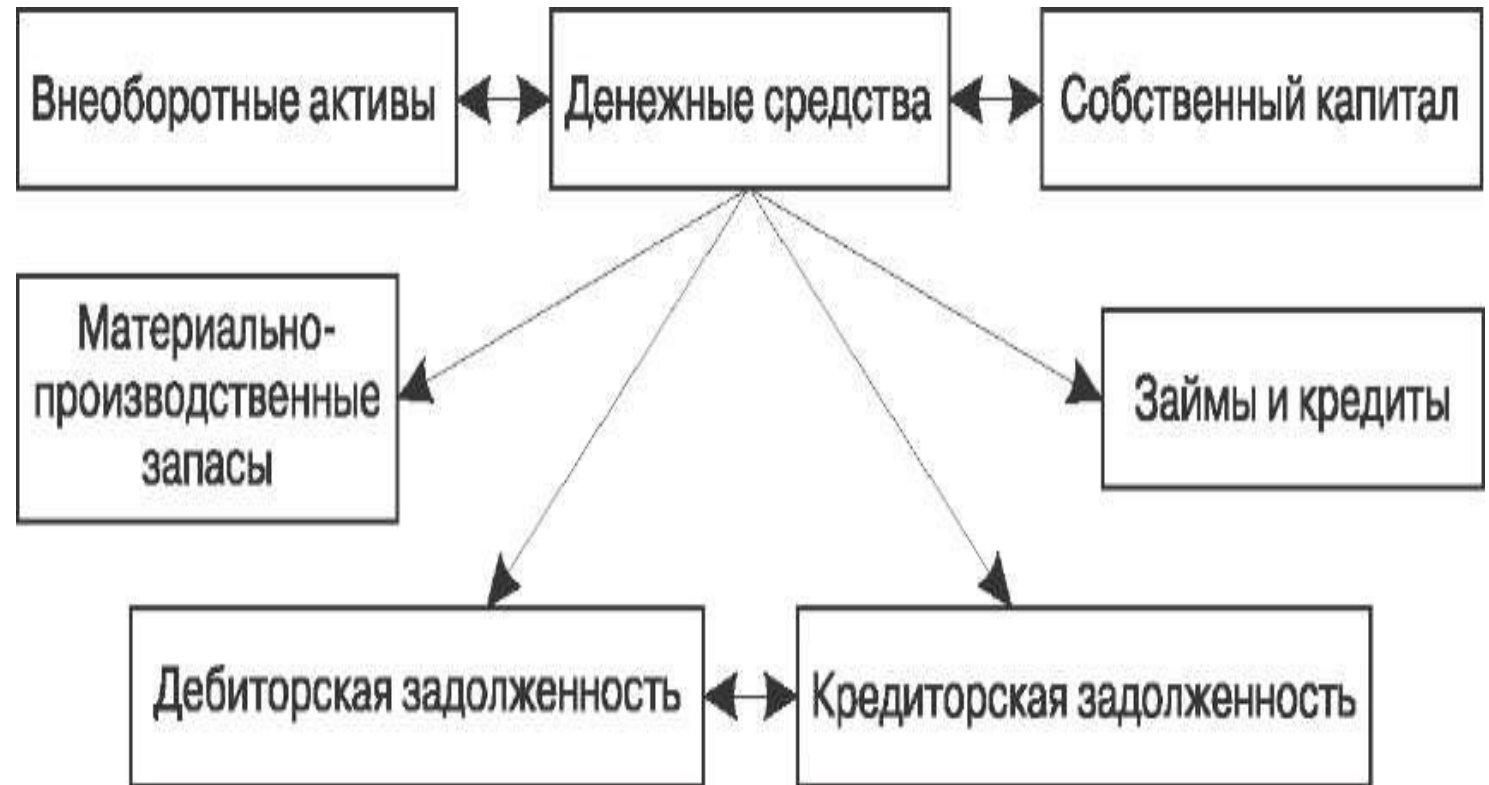 Внеоборотные активы
Денежные средства
Собственный капитал
Материально-
производственные
запасы
Займы и кредиты
Дебиторская задолженность
Кредиторская задолженность